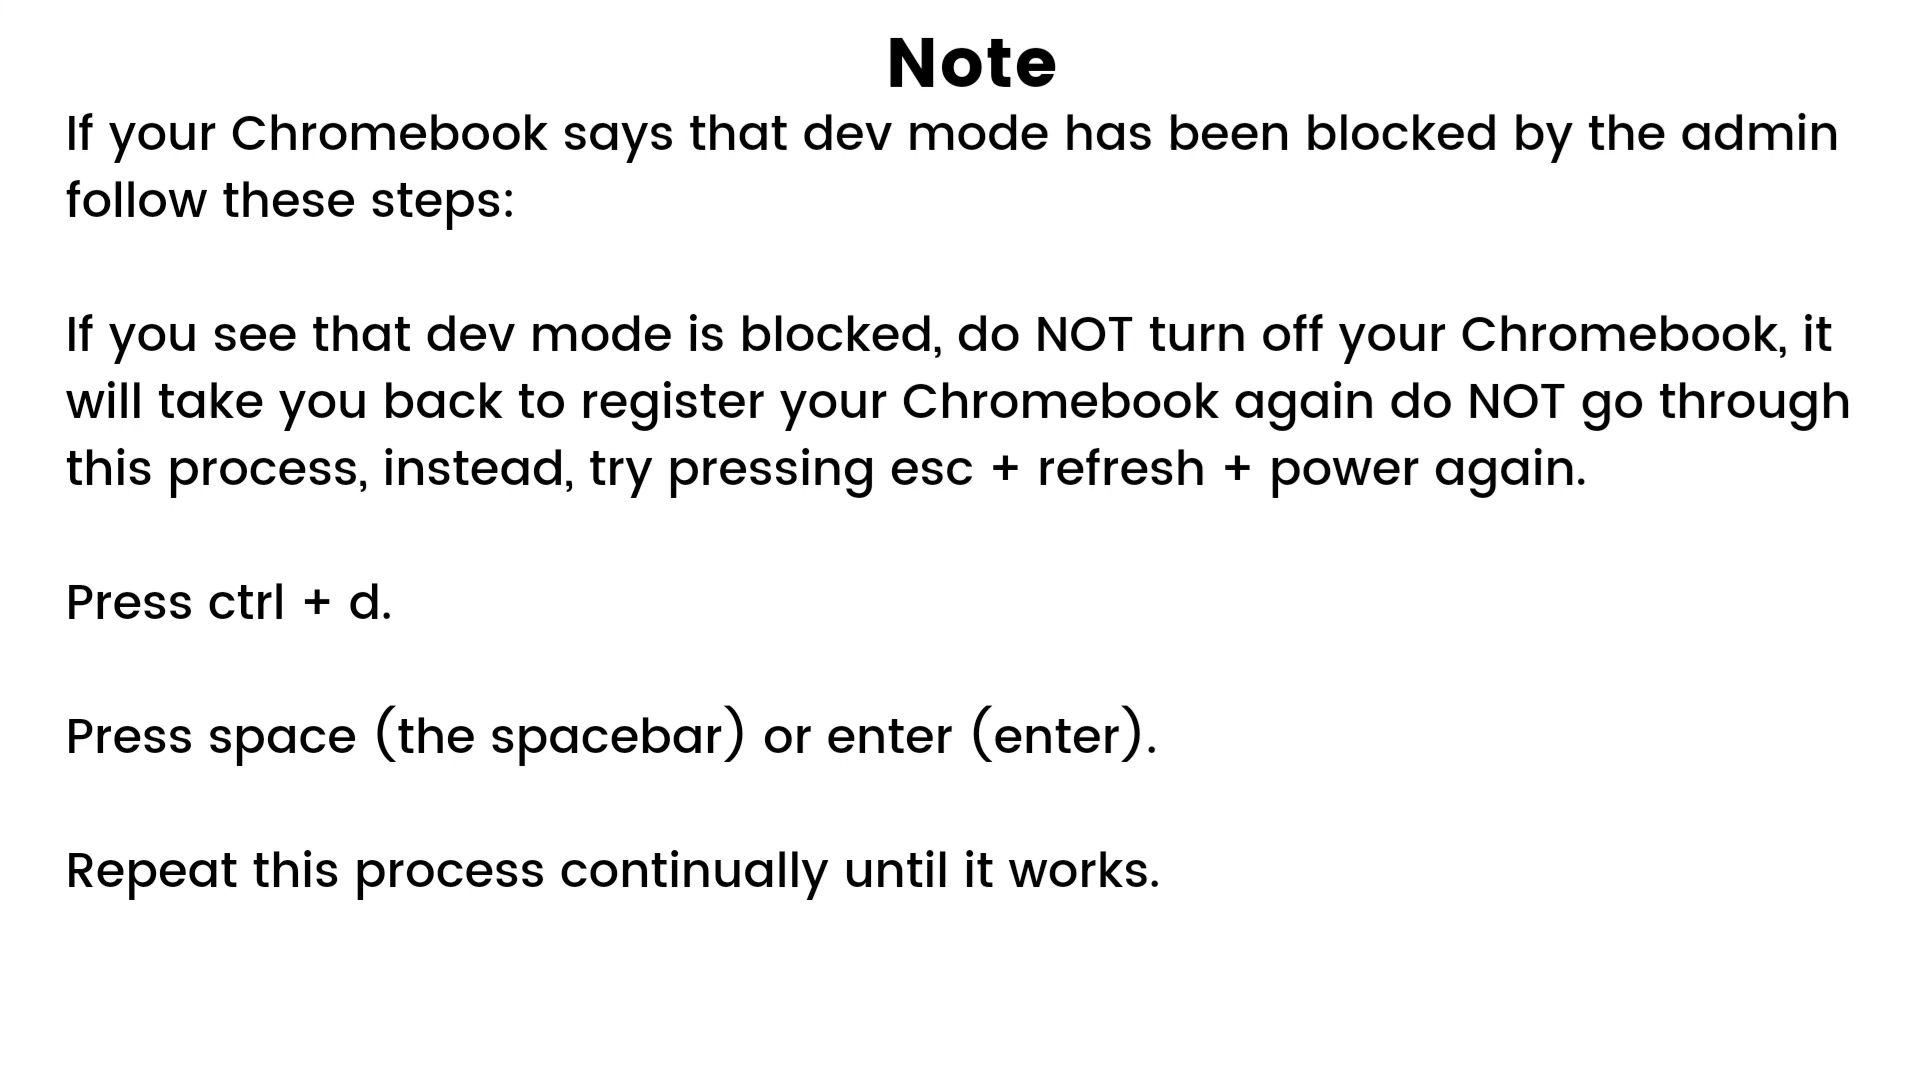 Note
If your Chromebook says that dev mode has been blocked by the admin
follow these steps:
If you see that dev mode is blocked, do NOT turn off your Chromebook, it
will take you back to register your Chromebook again do NOT go through
this process, instead, try pressing esc + refresh + power again.
Press ctrl + d.
Press space (the spacebar) or enter (enter).
Repeat this process continually until it works.